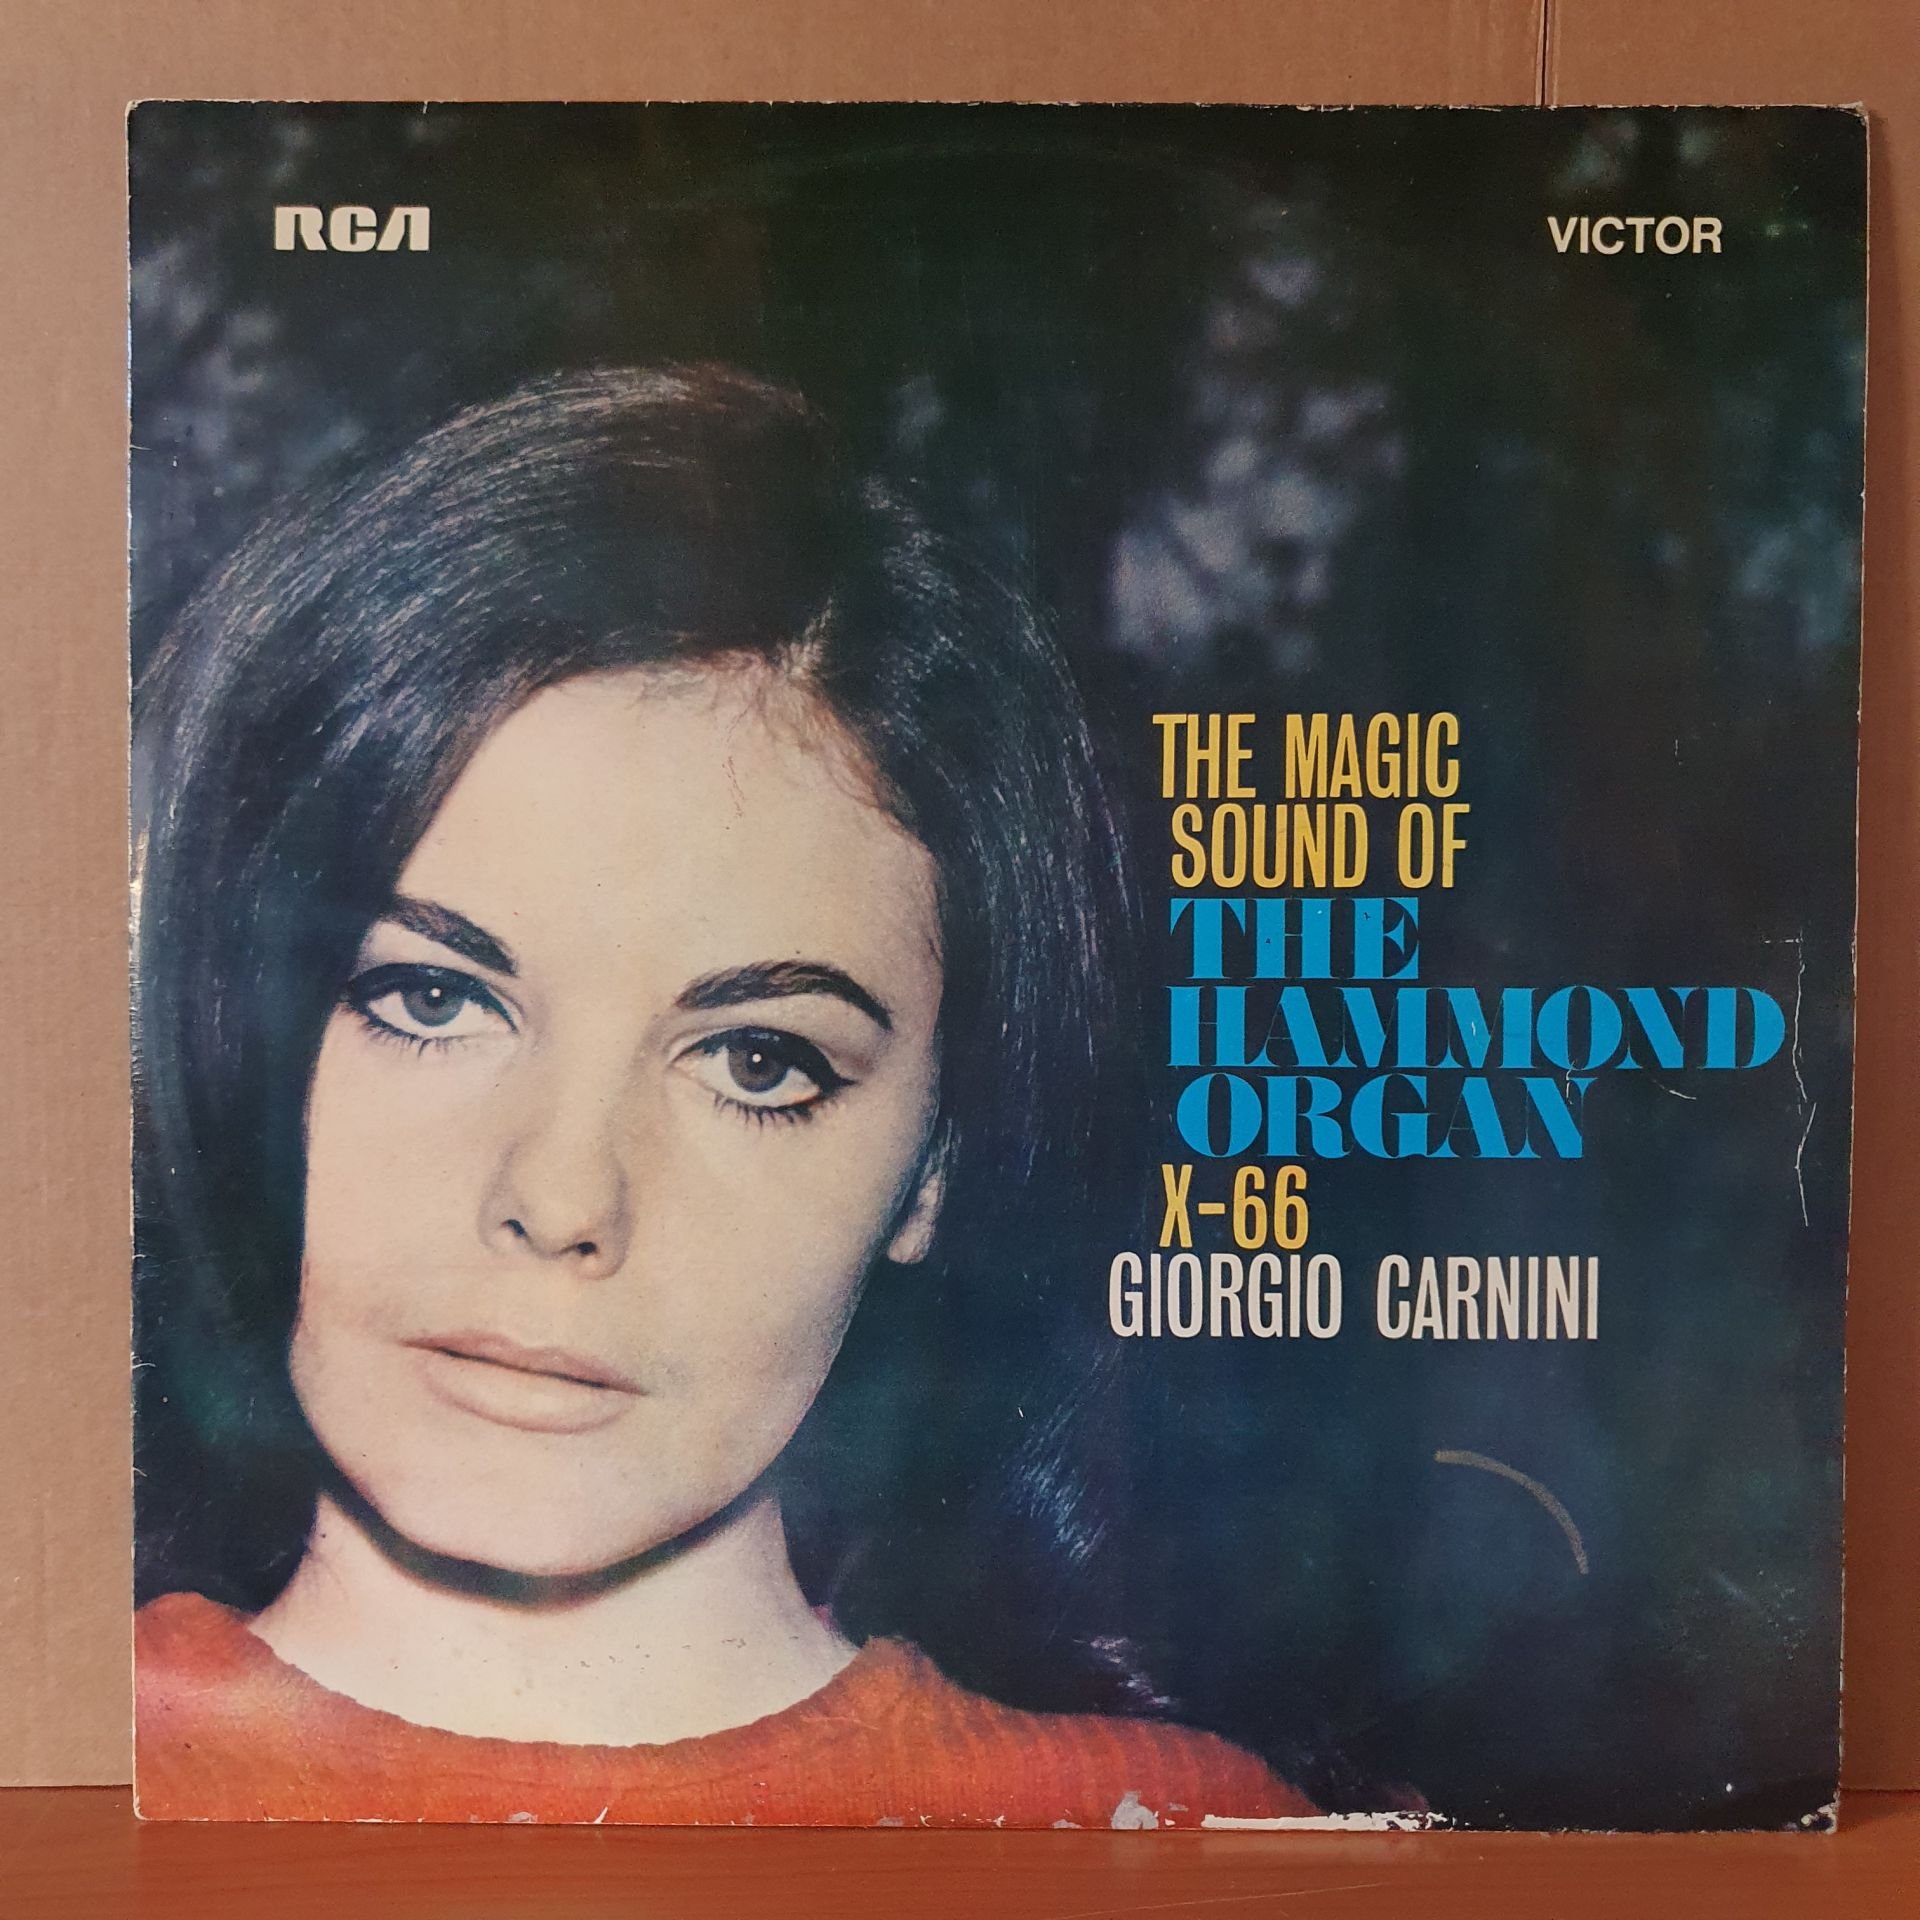 RCA
VICTOR
THE MAGIC
SOUND OF
THE
HAMMOND
ORGAN
X-66
GIORGIO CARNINI